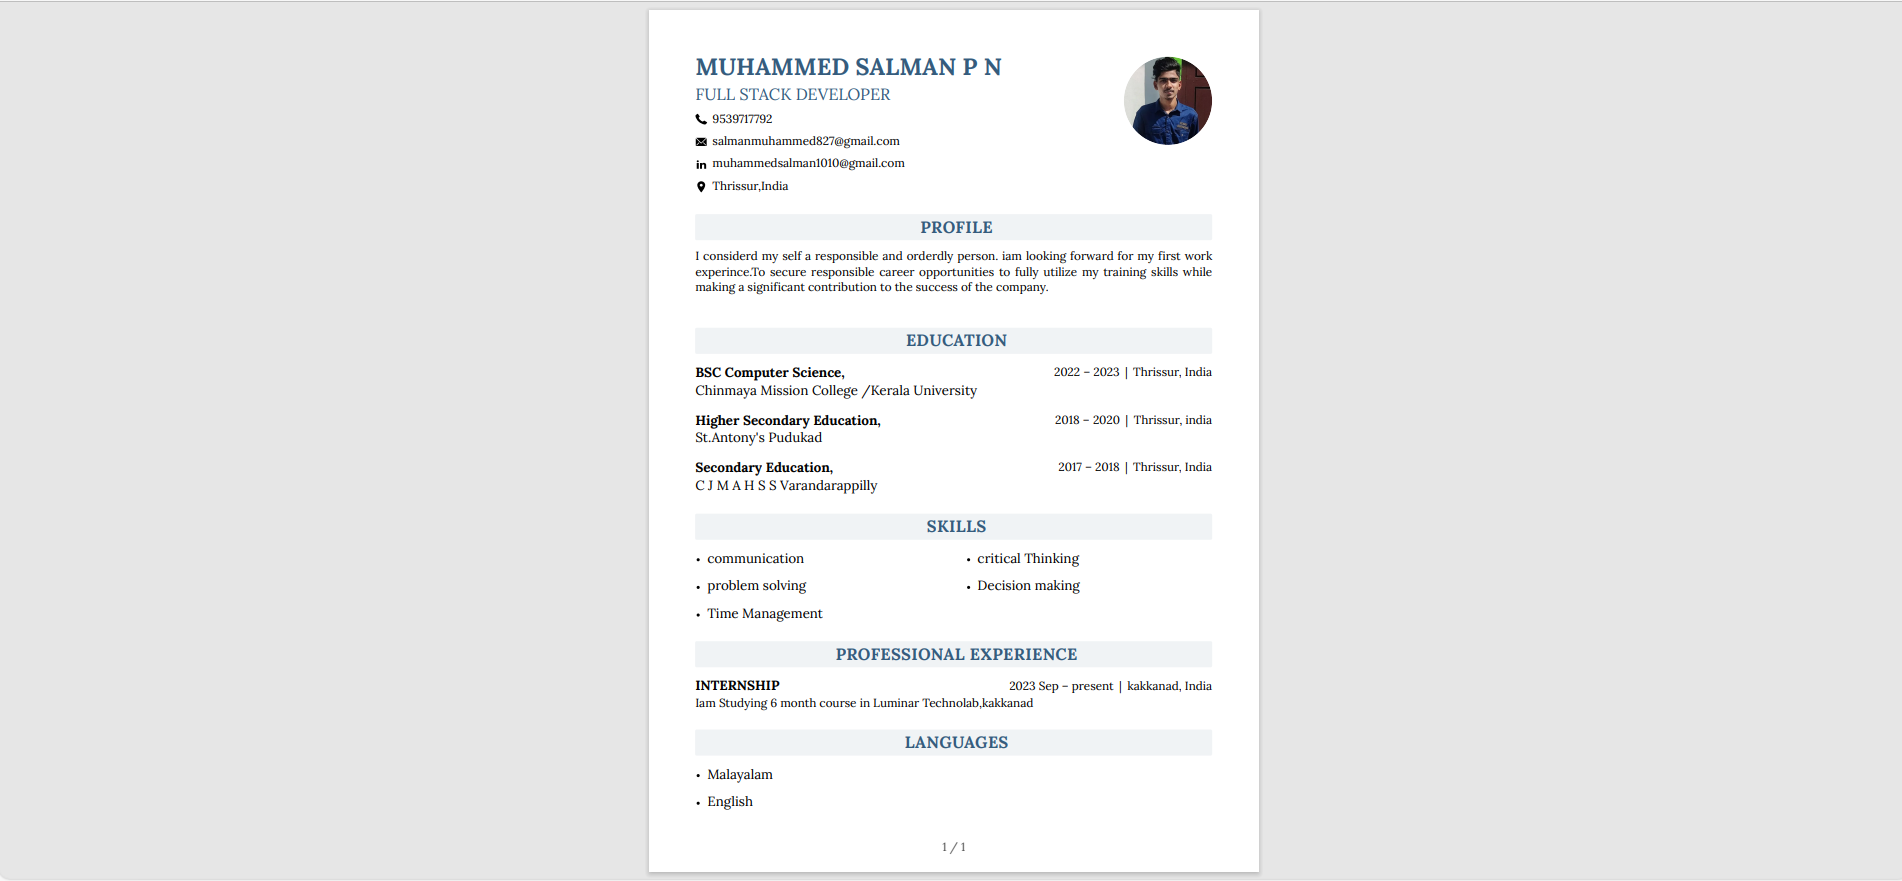 MUHAMMED SALMAN P N
FULL STACK DEVELOPER
9539717792
salmanmuhammed827@gmail.com
muhammedsalman1010@gmail.com
Thrissur,India
PROFILE
I considerd my self a responsible and orderdly person. iam looking forward for my first work
experince.To secure responsible career opportunities to fully utilize my training skills while
making a significant contribution to the success of the company.
EDUCATION
BSC Computer Science, 2022 – 2023 | Thrissur, India
Chinmaya Mission College /Kerala University
Higher Secondary Education, 2018 – 2020 | Thrissur, india
St.Antony's Pudukad
Secondary Education, 2017 – 2018 | Thrissur, India
C J M A H S S Varandarappilly
SKILLS
• communication • critical Thinking
• problem solving • Decision making
• Time Management
PROFESSIONAL EXPERIENCE
INTERNSHIP 2023 Sep – present | kakkanad, India
Iam Studying 6 month course in Luminar Technolab,kakkanad
LANGUAGES
• Malayalam
• English
1 / 1